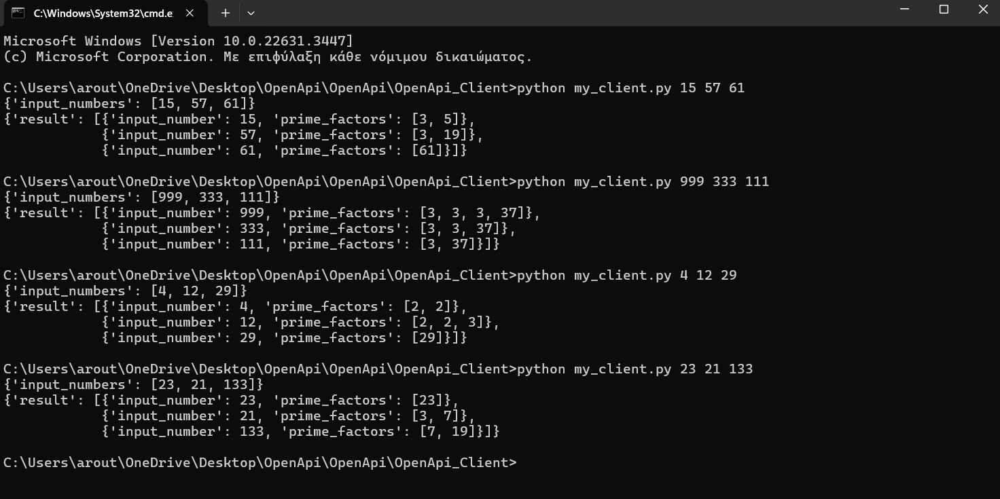 C:\Windows\System32\cmd.e
Microsoft Windows [Version 10.0.22631.3447]
(c) Microsoft Corporation. Με επιφύλαξη κάθε νόμιμου δικαιώματος.
C:\Users\arout\OneDrive\Desktop\OpenApi\OpenApi\OpenApi_Client>python my_client.py 15 57 61
{'input_numbers': [15, 57, 61]}
{'result': [{'input_number': 15, 'prime_factors': [3, 5]},
            {'input_number': 57, 'prime_factors': [3, 19]},
            {'input_number': 61, 'prime_factors': [61]}]}
C:\Users\arout\OneDrive\Desktop\OpenApi\OpenApi\OpenApi_Client>python my_client.py 999 333 111
{'input_numbers': [999, 333, 111]}
{'result': [{'input_number': 999, 'prime_factors': [3, 3, 3, 37]},
            {'input_number': 333, 'prime_factors': [3, 3, 37]},
            {'input_number': 111, 'prime_factors': [3, 37]}]}
C:\Users\arout\OneDrive\Desktop\OpenApi\OpenApi\OpenApi_Client>python my_client.py 4 12 29
{'input_numbers': [4, 12, 29]}
{'result': [{'input_number': 4, 'prime_factors': [2, 2]},
            {'input_number': 12, 'prime_factors': [2, 2, 3]},
            {'input_number': 29, 'prime_factors': [29]}]}
C:\Users\arout\OneDrive\Desktop\OpenApi\OpenApi\OpenApi_Client>python my_client.py 23 21 133
{'input_numbers': [23, 21, 133]}
{'result': [{'input_number': 23, 'prime_factors': [23]},
            {'input_number': 21, 'prime_factors': [3, 7]},
            {'input_number': 133, 'prime_factors': [7, 19]}]}
C:\Users\arout\OneDrive\Desktop\OpenApi\OpenApi\OpenApi_Client>